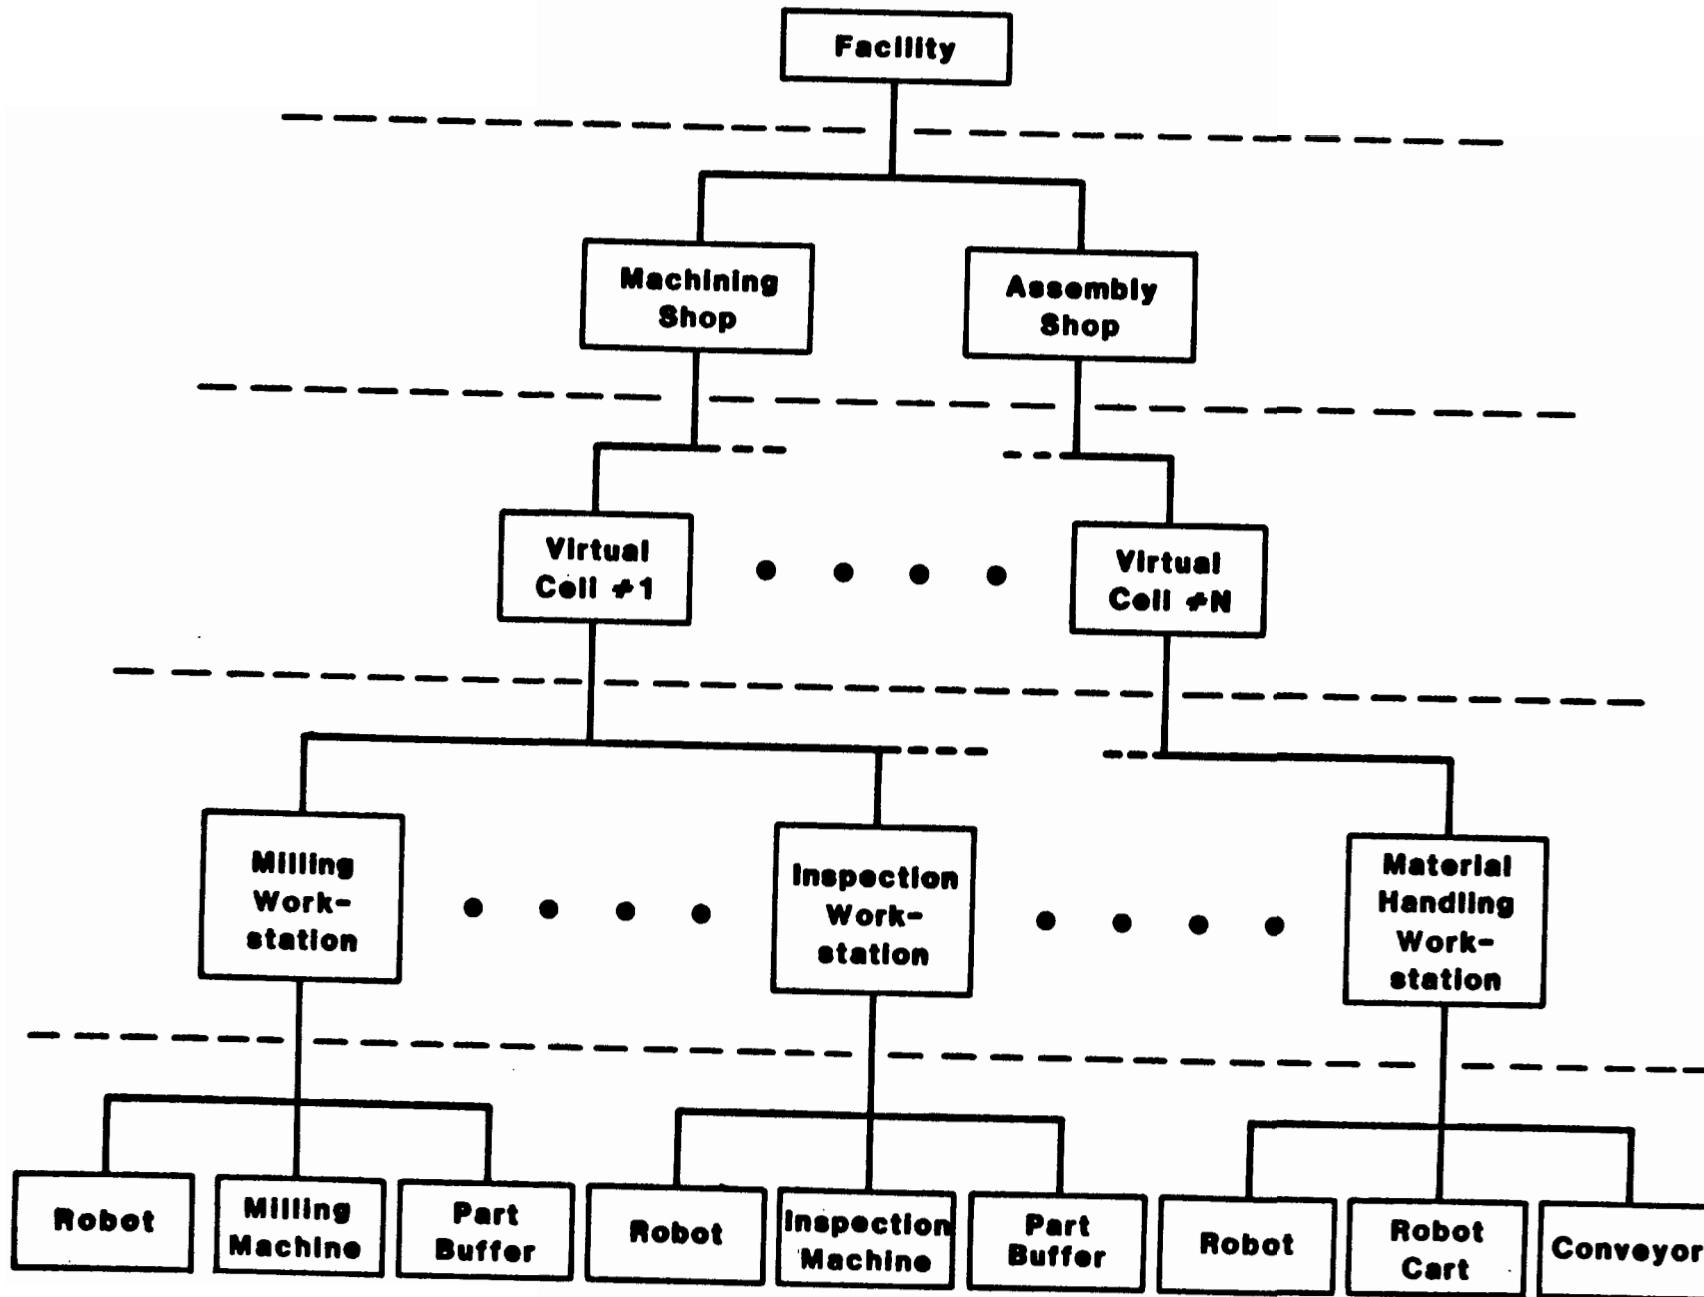 Facility
Machining
Shop
Assembly
Shop
Virtual
Cell #1
Virtual
Cell #N
Milling
Work-
station
Inspection
Work-
station
Material
Handling
Work-
station
Robot
Milling
Machine
Part
Buffer
Robot
Inspection
Machine
Part
Buffer
Robot
Robot
Cart
Conveyor